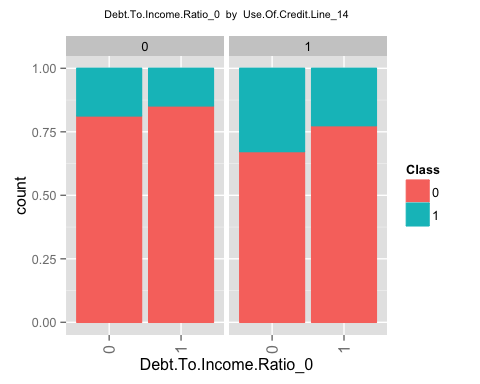 Debt.To.Income.Ratio_0 by Use.Of.Credit.Line_14
0 1
1.00
0.75
0.50
0.25
0.00
count
0 1 0 1
Debt.To.Income.Ratio_0
Class
0
1